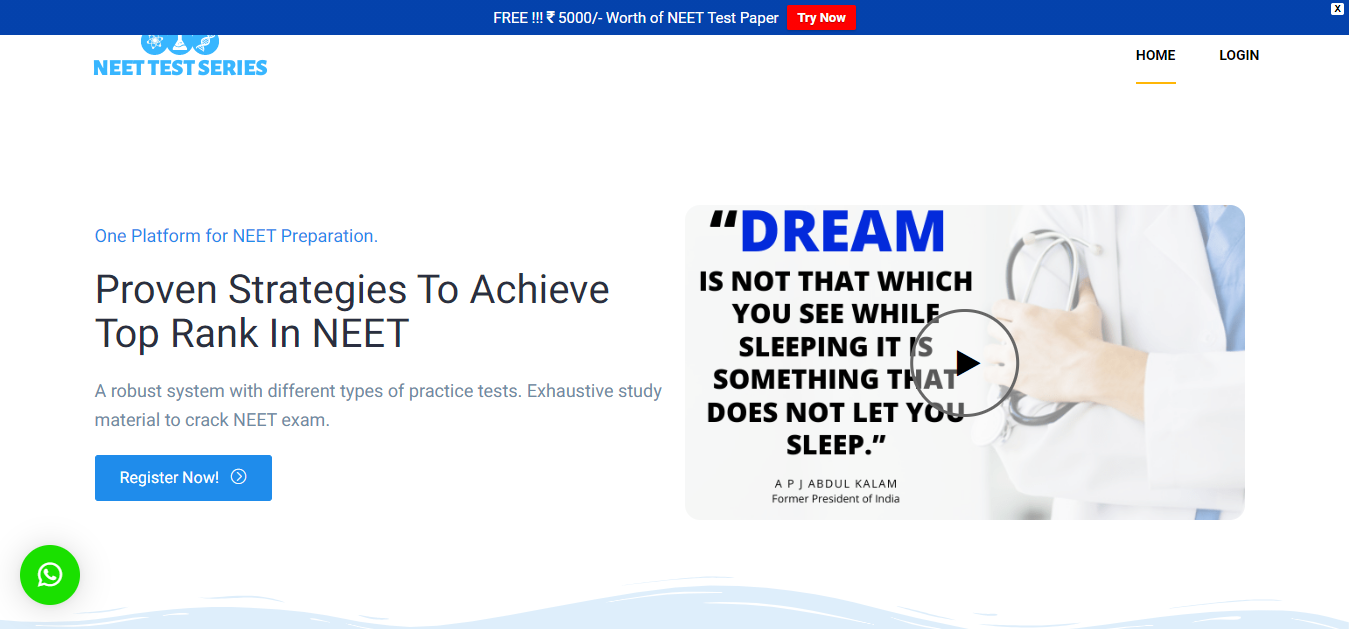 FREE !!! ₹ 5000/- Worth of NEET Test Paper Try Now
X
NEET TEST SERIES
HOME LOGIN
One Platform for NEET Preparation.
Proven Strategies To Achieve
Top Rank In NEET
A robust system with different types of practice tests. Exhaustive study
material to crack NEET exam.
Register Now!
“DREAM
IS NOT THAT WHICH
YOU SEE WHILE
SLEEPING IT IS
SOMETHING THAT
DOES NOT LET YOU
SLEEP.”
A P J ABDUL KALAM
Former President of India